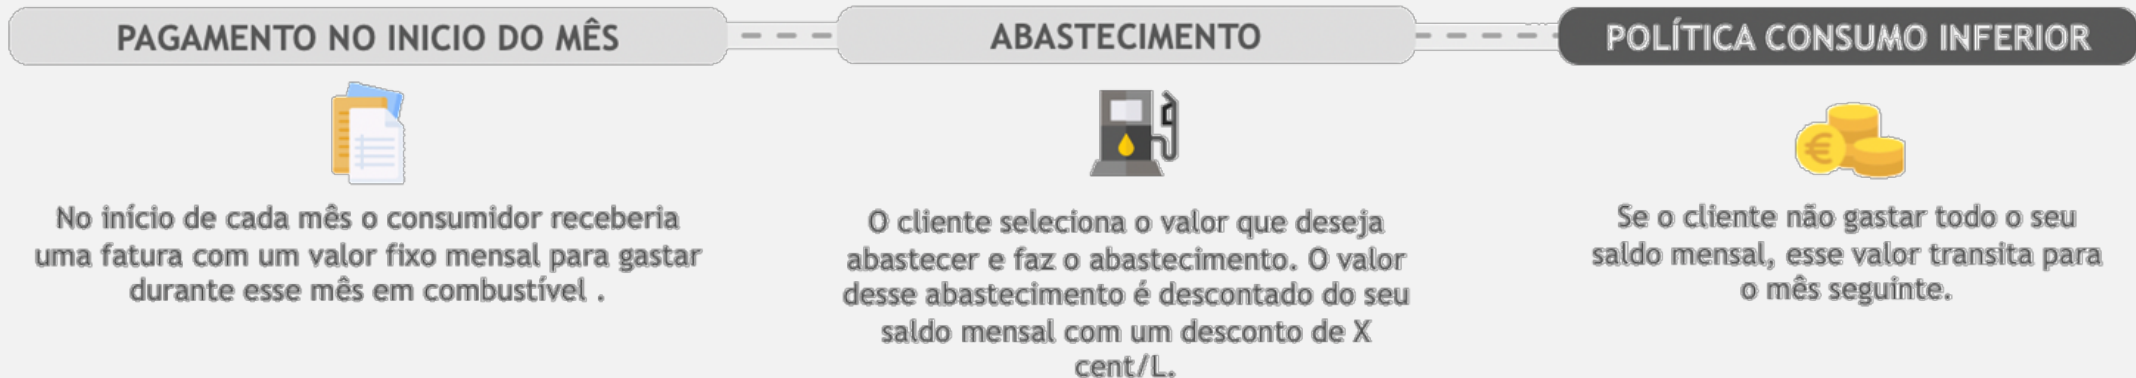 PAGAMENTO NO INICIO DO MÊS
No início de cada mês o consumidor receberia
uma fatura com um valor fixo mensal para gastar
durante esse mês em combustível .
ABASTECIMENTO
O cliente seleciona o valor que deseja
abastecer e faz o abastecimento. O valor
desse abastecimento é descontado do seu
saldo mensal com um desconto de X
cent/L.
POLÍTICA CONSUMO INFERIOR
€
Se o cliente não gastar todo o seu
saldo mensal, esse valor transita para
o mês seguinte.